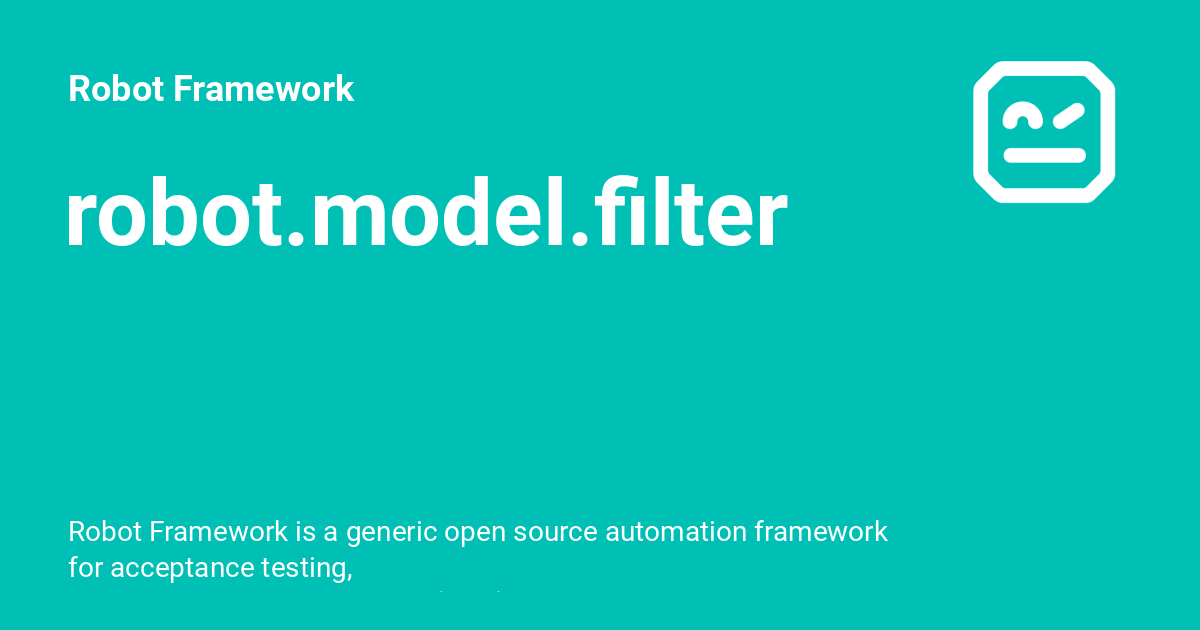 Robot Framework
robot.model.filter
Robot Framework is a generic open source automation framework
for acceptance testing,